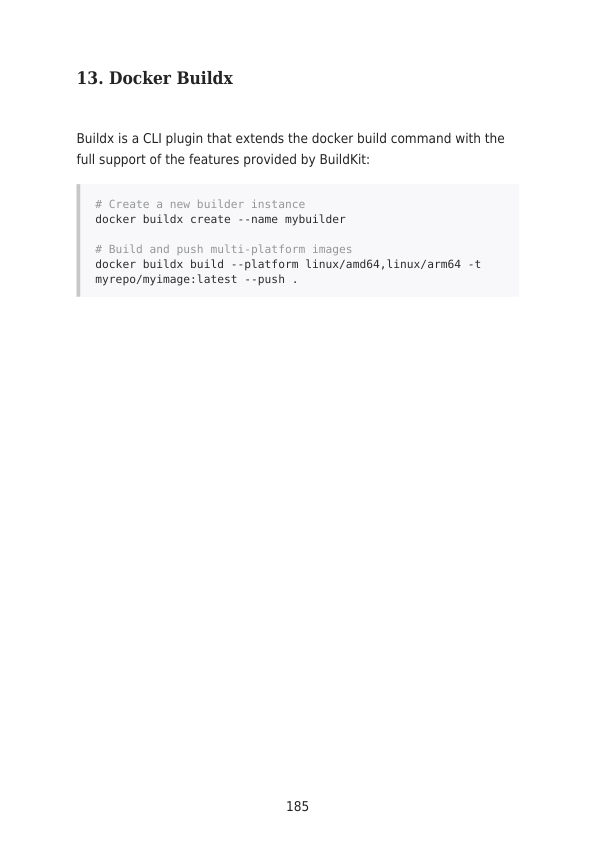 13. Docker Buildx
Buildx is a CLI plugin that extends the docker build command with the
full support of the features provided by BuildKit:
# Create a new builder instance
docker buildx create --name mybuilder
# Build and push multi-platform images
docker buildx build --platform linux/amd64,linux/arm64 -t
myrepo/myimage:latest --push .
185